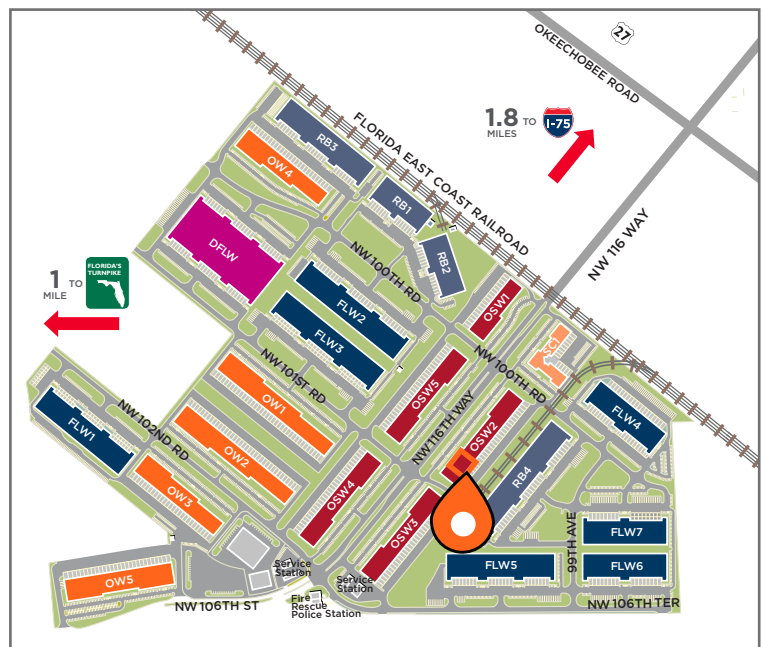 27
OKEECHOBEE ROAD
1.8 TO I-75
MILES
FLORIDA EAST COAST RAILROAD
NW 116 WAY
RB3
OW4
RB1
RB2
DFLW
NW 100TH RD
FLORIDA'S
TURNPIKE
1 TO
MILE
FLW2
FLW3
OSW1
SC1
NW 100TH RD
NW 101ST RD
OSW5
NW 116TH WAY
OW1
OSW2
FLW4
FLW1
NW 102ND RD
OW2
OW3
OSW4
RB4
OSW3
99TH AVE
FLW7
FLW5
FLW6
OW5
Service
Station
Service
Station
Fire
Rescue
Police Station
NW 106TH ST
NW 106TH TER